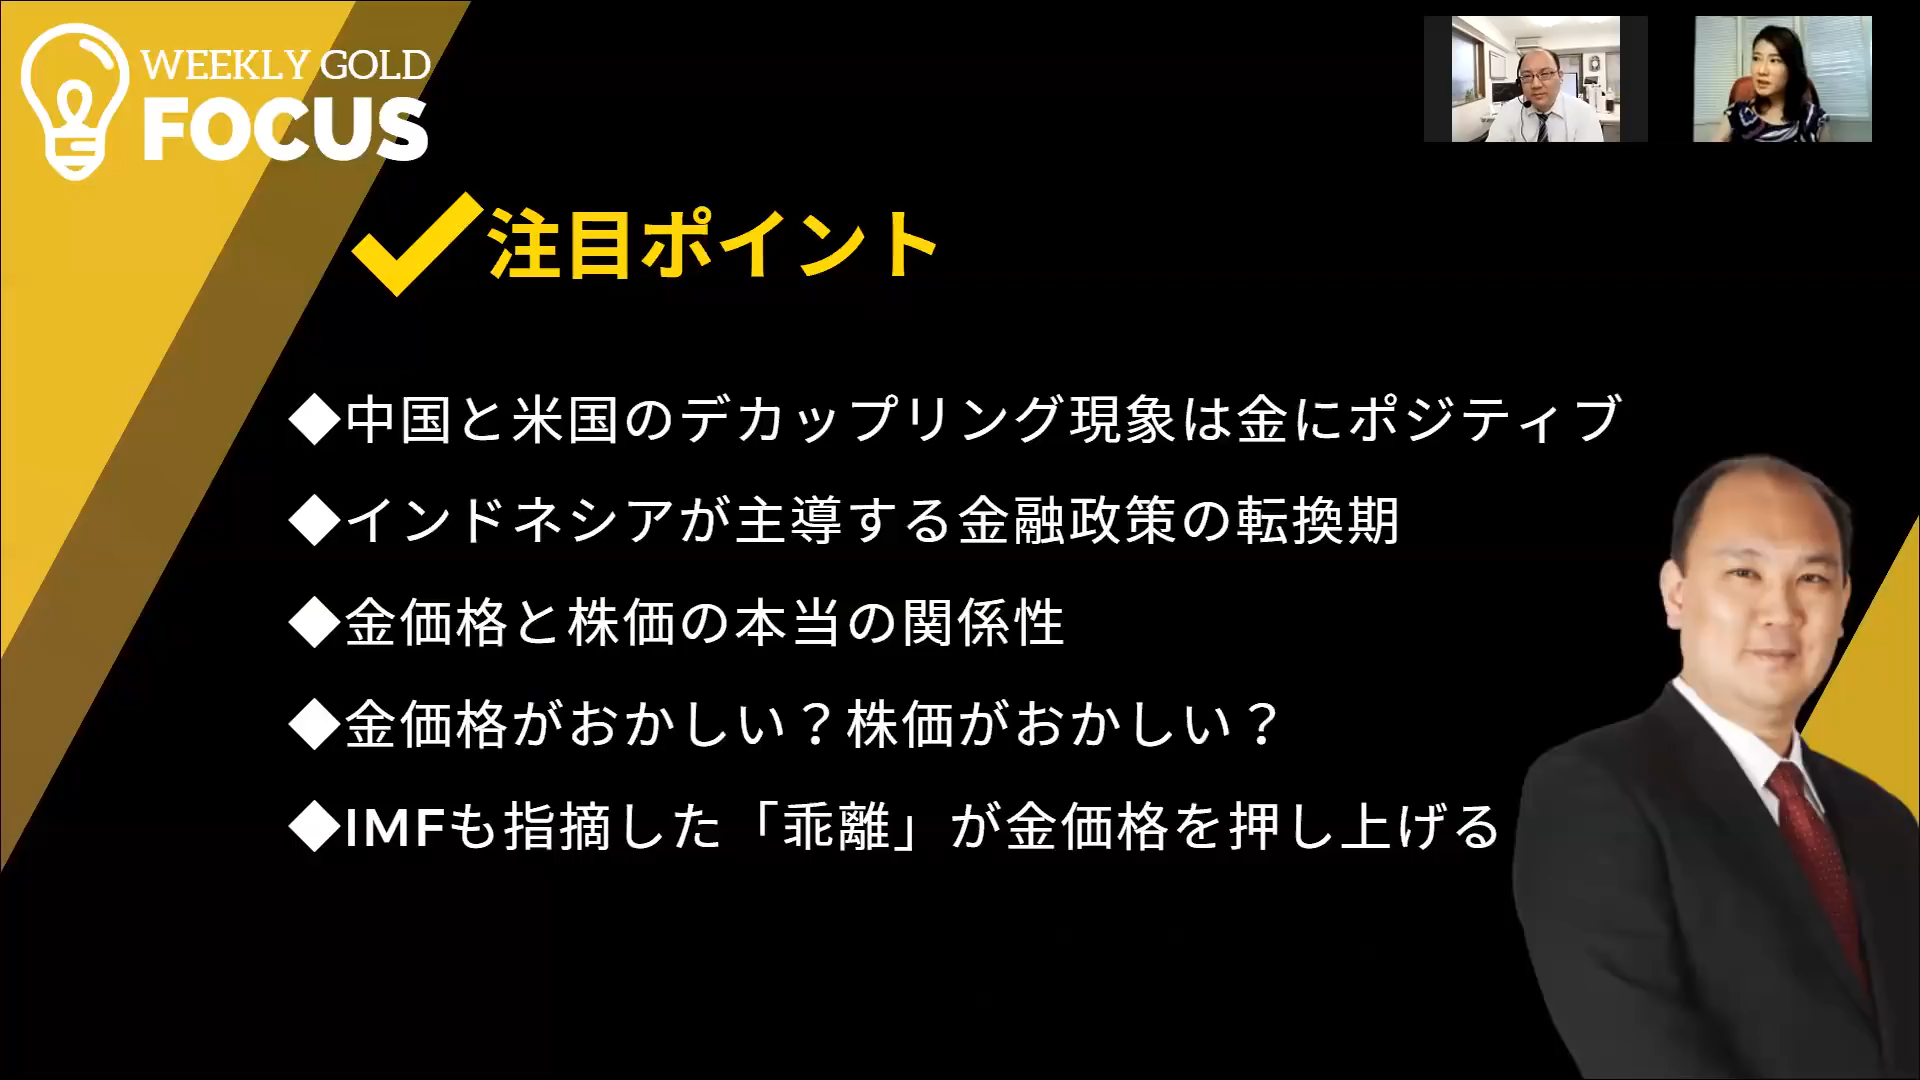 WEEKLY GOLD
FOCUS
注目ポイント
◆中国と米国のデカップリング現象は金にポジティブ
◆インドネシアが主導する金融政策の転換期
◆金価格と株価の本当の関係性
◆金価格がおかしい？株価がおかしい？
◆IMFも指摘した「乖離」が金価格を押し上げる